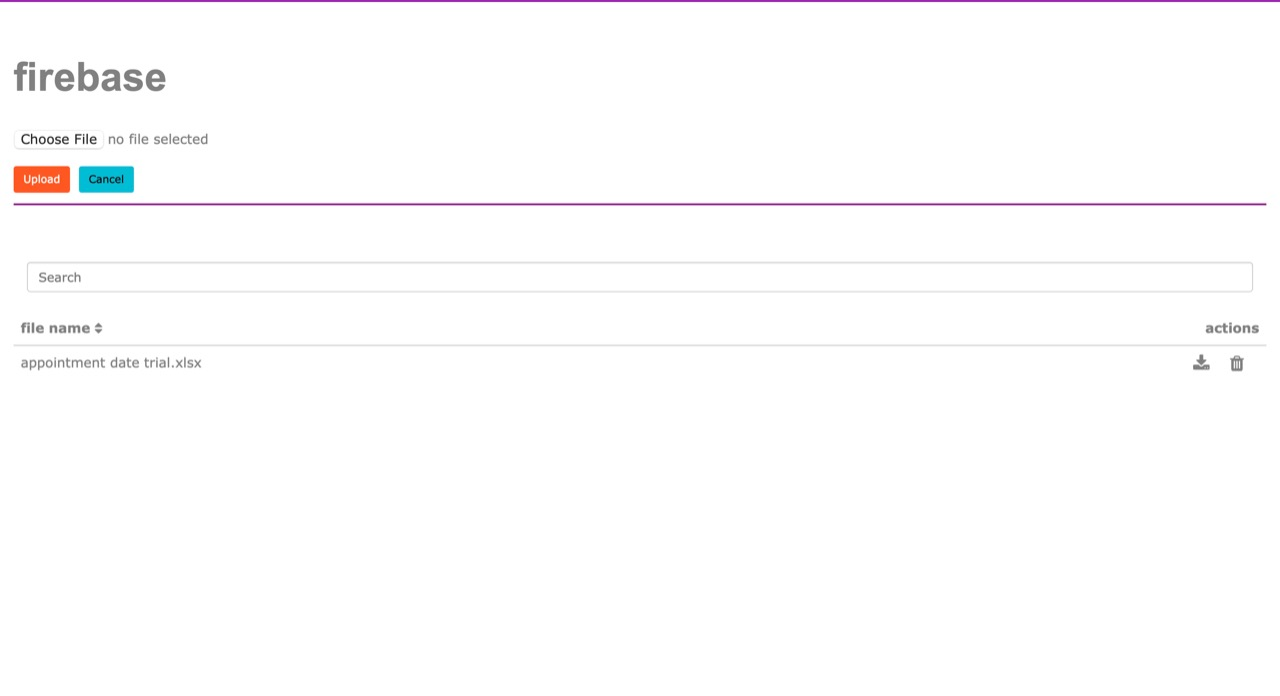 firebase
Choose File no file selected
Upload Cancel
Search
file name actions
appointment date trial.xlsx